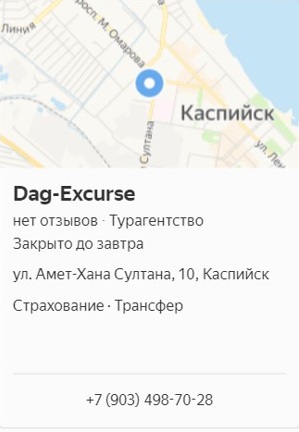 Линия
просп. М. Омарова
Каспийск
ул. Лен
Султана
Dag-Excurse
нет отзывов · Турагентство
Закрыто до завтра
ул. Амет-Хана Султана, 10, Каспийск
Страхование · Трансфер
+7 (903) 498-70-28